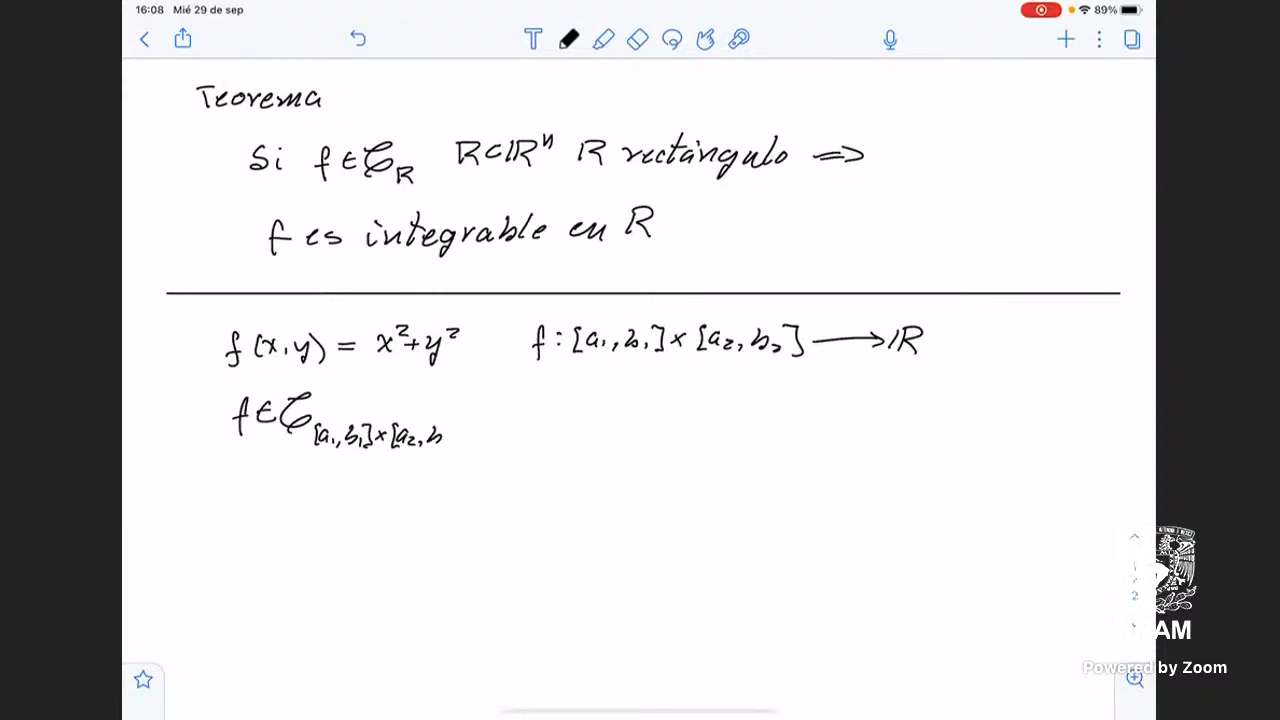 16:08 Mié 29 de sep 89%
Teorema
Si f ∈ 𝒞_R R⊂ℝⁿ R rectángulo ⇒
f es integrable en R
f(x,y) = x²+y² f : [a₁,b₁]×[a₂,b₂] ⟶ ℝ
f ∈ 𝒞_[a₁,b₁]×[a₂,b
AM
Powered by Zoom